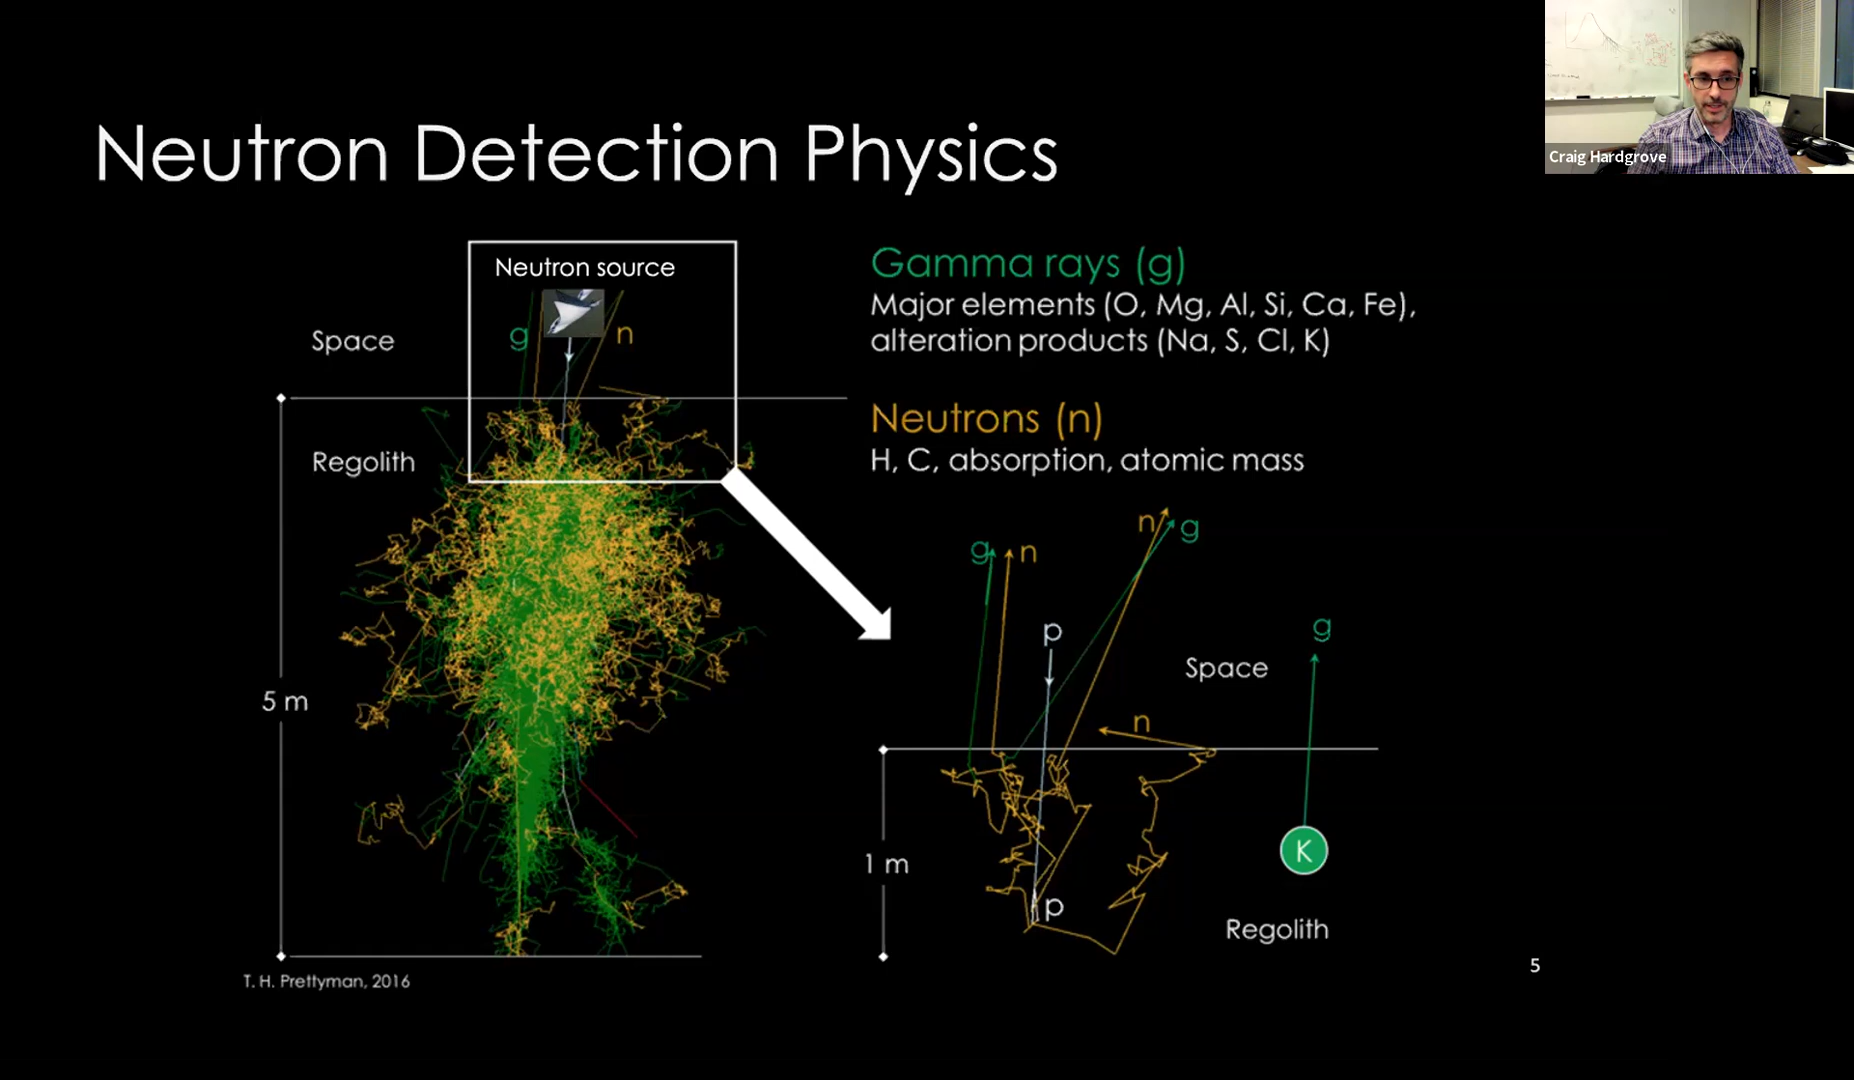 Neutron Detection Physics
Craig Hardgrove
Neutron source
g
n
Space
Regolith
5 m
T. H. Prettyman, 2016
Gamma rays (g)
Major elements (O, Mg, Al, Si, Ca, Fe),
alteration products (Na, S, Cl, K)
Neutrons (n)
H, C, absorption, atomic mass
n
g
g
n
p
g
Space
n
K
1 m
p
Regolith
5